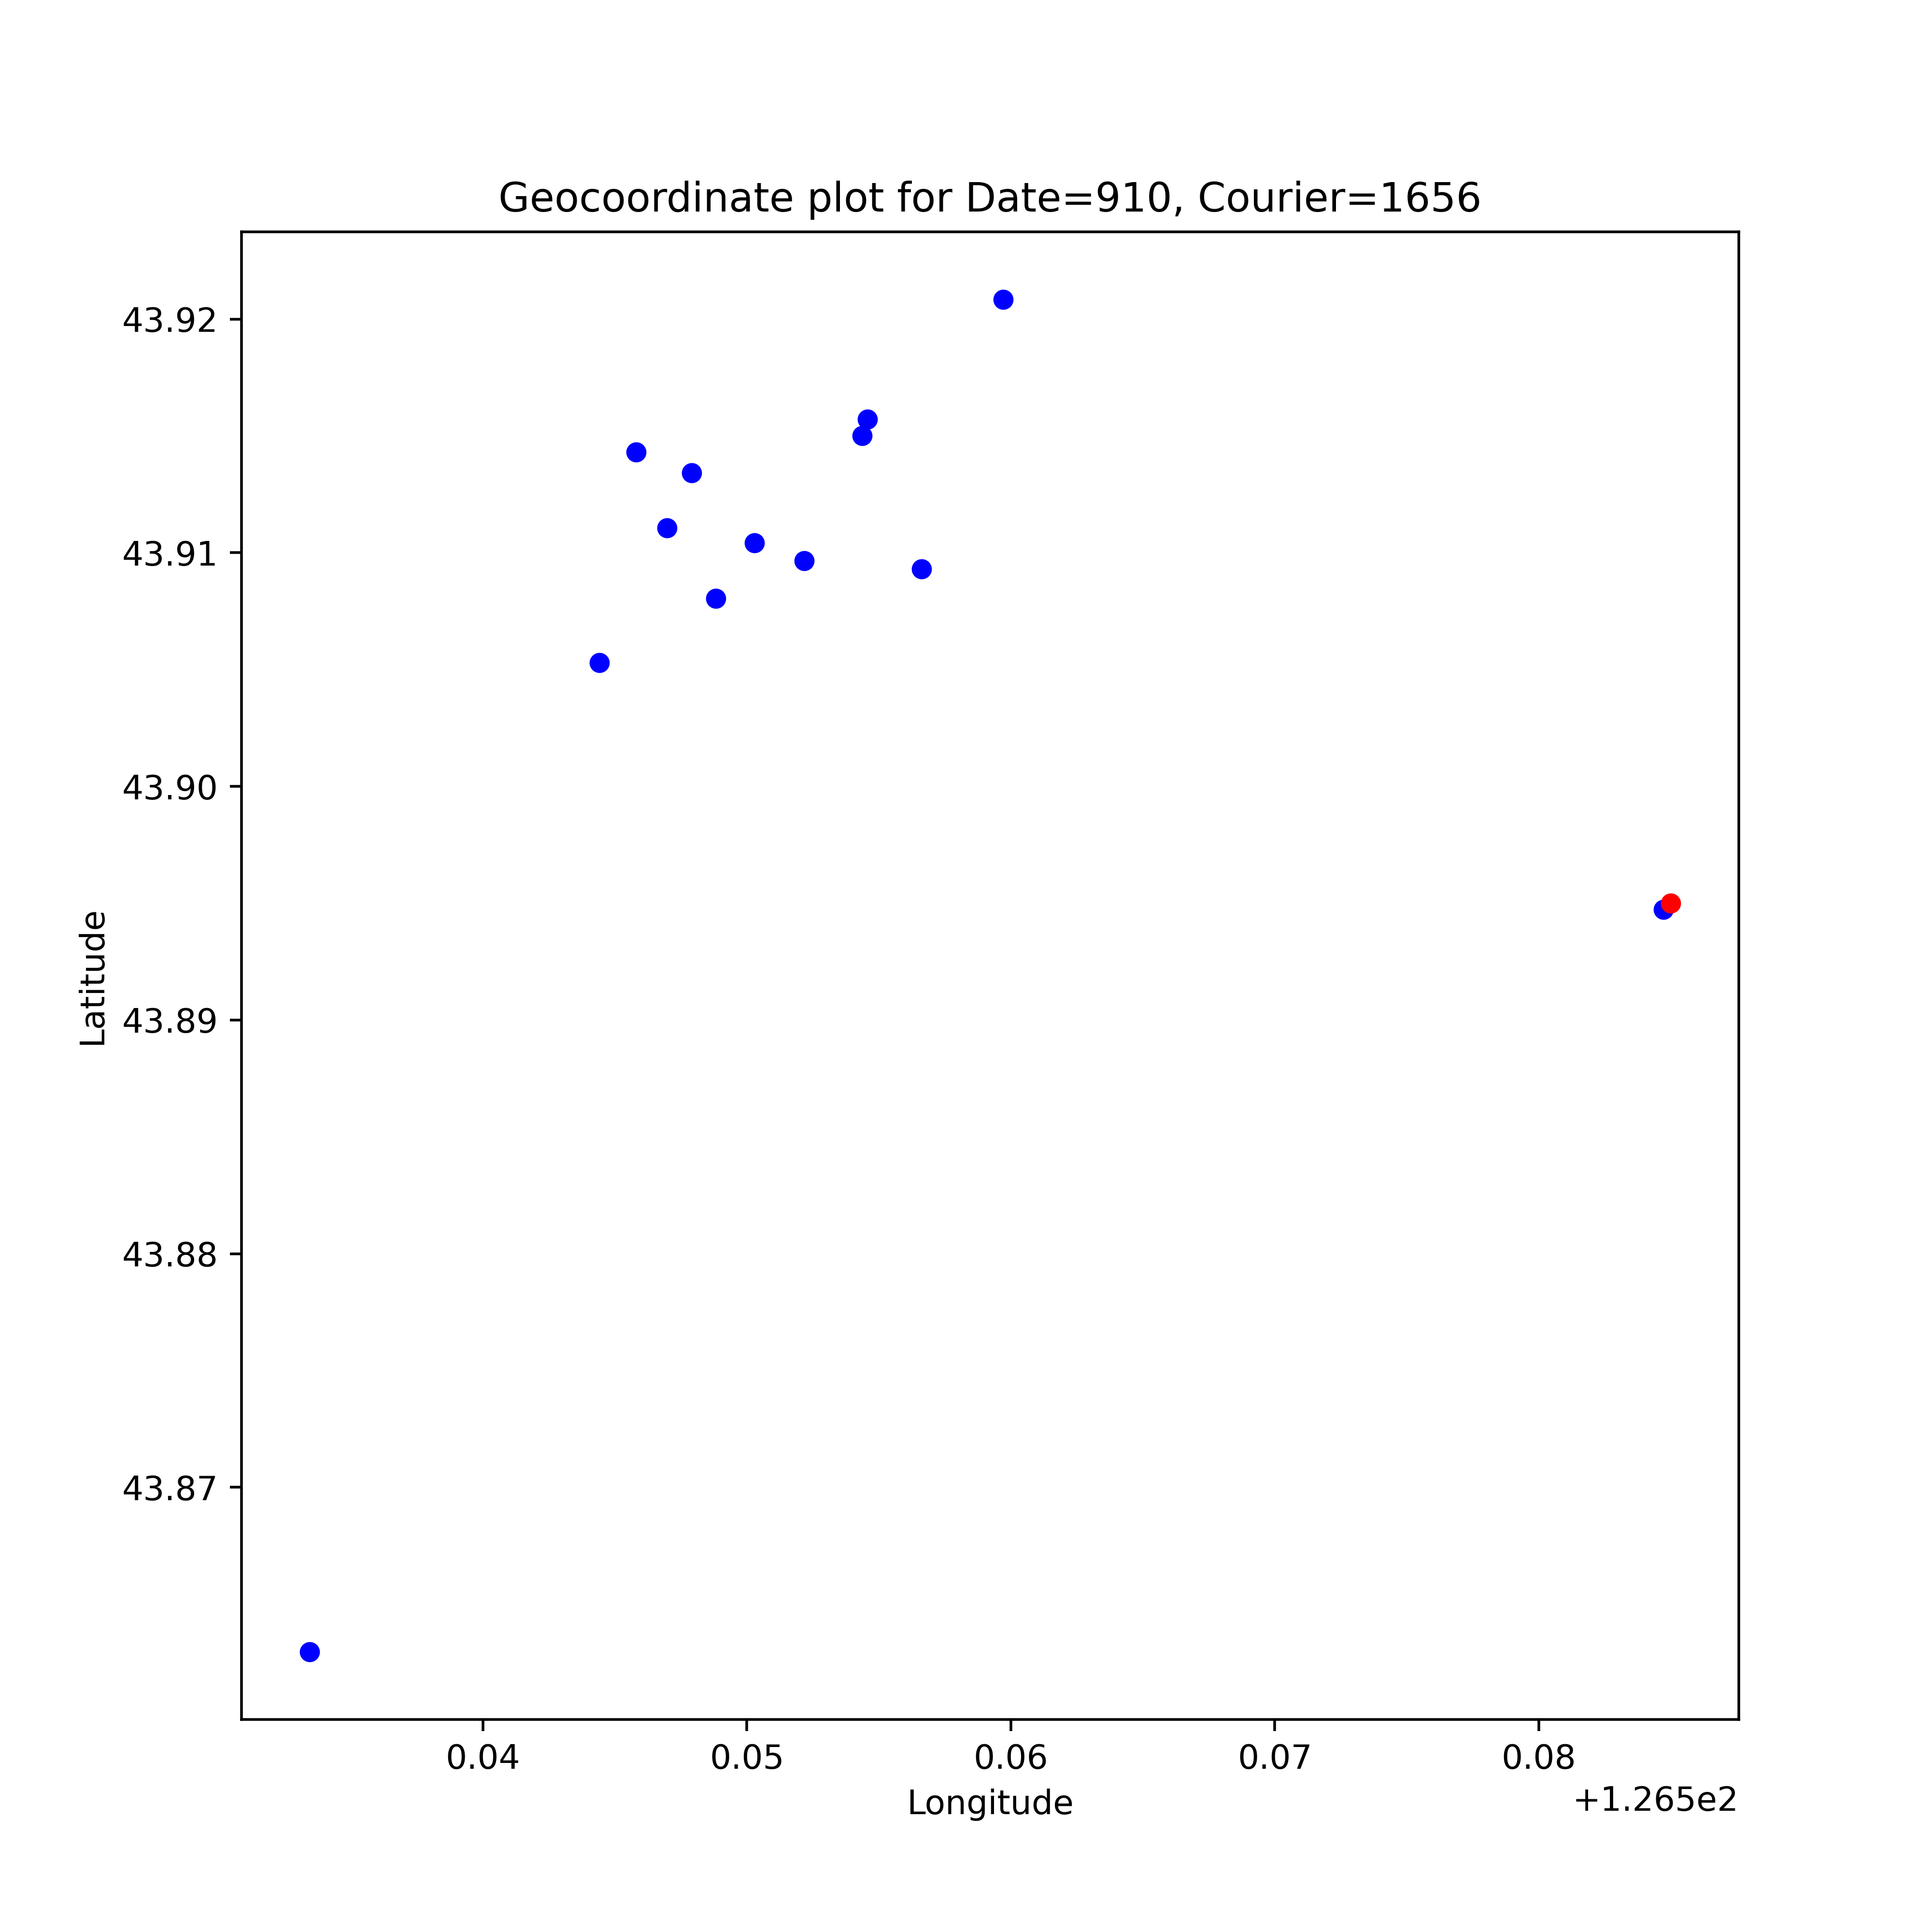 Geocoordinate plot for Date=910, Courier=1656
43.92
43.91
43.90
43.89
43.88
43.87
Latitude
0.04 0.05 0.06 0.07 0.08
+1.265e2
Longitude